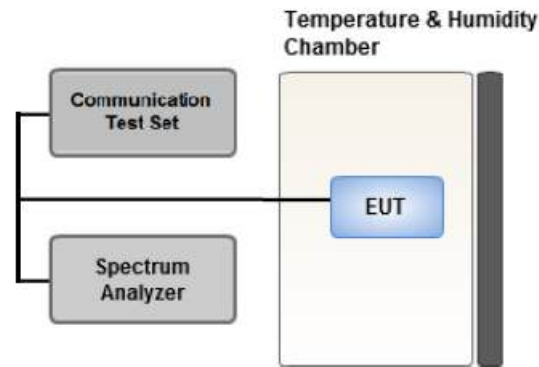 Temperature & Humidity
Chamber
Communication
Test Set
EUT
Spectrum
Analyzer